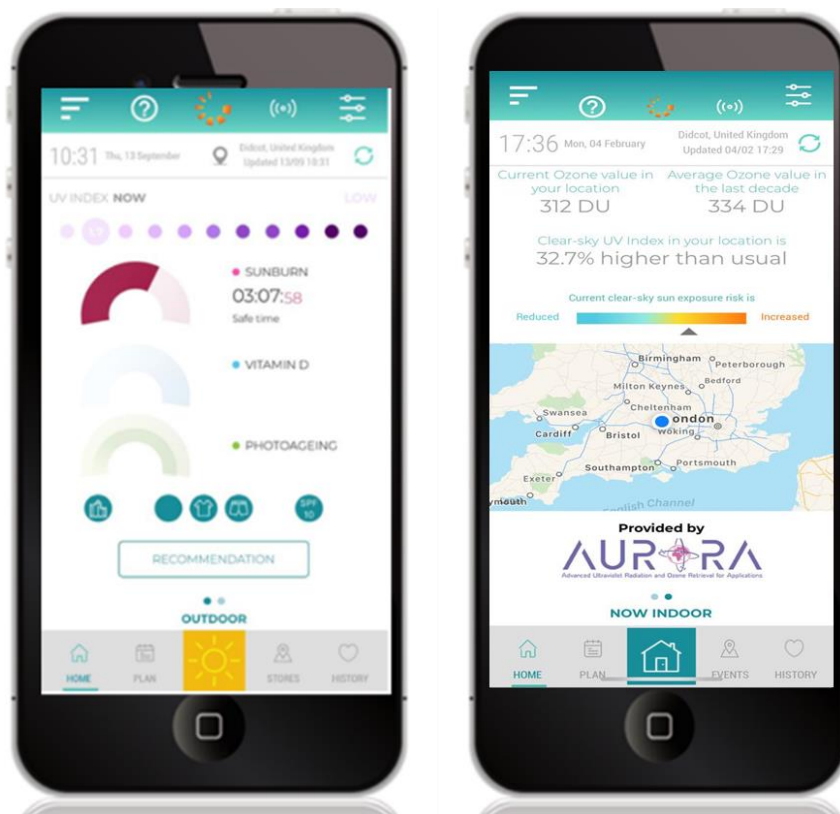 10:31 Thu, 13 September
Didcot, United Kingdom
Updated 13/09 10:31
UV INDEX NOW
LOW
1.7
SUNBURN
03:07:58
Safe time
VITAMIN D
PHOTOAGEING
SPF
10
RECOMMENDATION
OUTDOOR
HOME
PLAN
STORES
HISTORY
17:36 Mon, 04 February
Didcot, United Kingdom
Updated 04/02 17:29
Current Ozone value in
your location
312 DU
Average Ozone value in
the last decade
334 DU
Clear-sky UV Index in your location is
32.7% higher than usual
Current clear-sky sun exposure risk is
Reduced
Increased
Birmingham
Peterborough
Milton Keynes
Bedford
Cheltenham
Swansea
ondon
Cardiff
Bristol
Woking
Southampton
Portsmouth
Exeter
ymouth
English Channel
Provided by
AURORA
Advanced Ultraviolet Radiation and Ozone Retrieval for Applications
NOW INDOOR
HOME
PLAN
EVENTS
HISTORY